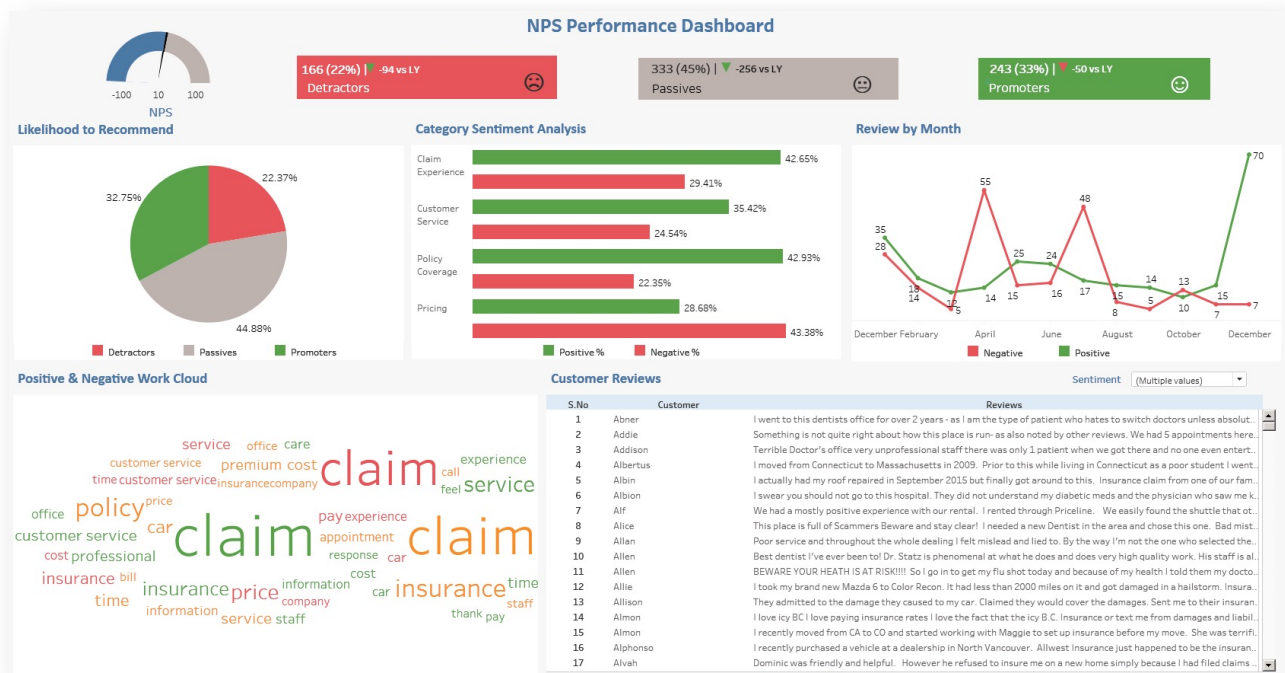 NPS Performance Dashboard
-100 10 100
NPS
166 (22%) | -94 vs LY
Detractors
333 (45%) | -256 vs LY
Passives
243 (33%) | -50 vs LY
Promoters
Likelihood to Recommend
32.75%
22.37%
44.88%
Detractors Passives Promoters
Category Sentiment Analysis
Claim
Experience
42.65%
29.41%
Customer
Service
35.42%
24.54%
Policy
Coverage
42.93%
22.35%
Pricing
28.68%
43.38%
Positive % Negative %
Review by Month
70
55
48
35
28
25
24
18
14
12
5
14
15
16
17
15
8
14
5
13
10
15
7
7
December February April June August October December
Negative Positive
Positive & Negative Work Cloud
service office care
customer service premium cost claim call experience
time customer service insurancecompany feel service
office policy price
customer service car claim pay experience claim
cost professional appointment
response car
insurance bill insurance price information cost car insurance time
time company staff
information service staff thank pay
Customer Reviews
Sentiment (Multiple values)
S.No Customer Reviews
1 Abner I went to this dentists office for over 2 years - as I am the type of patient who hates to switch doctors unless absolut..
2 Addie Something is not quite right about how this place is run- as also noted by other reviews. We had 5 appointments here..
3 Addison Terrible Doctor's office very unprofessional staff there was only 1 patient when we got there and no one even entert..
4 Albertus I moved from Connecticut to Massachusetts in 2009. Prior to this while living in Connecticut as a poor student I went..
5 Albin I actually had my roof repaired in September 2015 but finally got around to this. Insurance claim from one of our fam..
6 Albion I swear you should not go to this hospital. They did not understand my diabetic meds and the physician who saw me k..
7 Alf We had a mostly positive experience with our rental. I rented through Priceline. We easily found the shuttle that ot..
8 Alice This place is full of Scammers Beware and stay clear! I needed a new Dentist in the area and chose this one. Bad mist..
9 Allan Poor service and throughout the whole dealing I felt mislead and lied to. By the way I'm not the one who selected the..
10 Allen Best dentist I've ever been to! Dr. Statz is phenomenal at what he does and does very high quality work. His staff is al..
11 Allen BEWARE YOUR HEATH IS AT RISK!!!! So I go in to get my flu shot today and because of my health I told them my docto..
12 Allie I took my brand new Mazda 6 to Color Recon. It had less than 2000 miles on it and got damaged in a hailstorm. Insura..
13 Allison They admitted to the damage they caused to my car. Claimed they would cover the damages. Sent me to their insuran..
14 Almon I love icy BC I love paying insurance rates I love the fact that the icy B.C. Insurance or text me from damages and liabil..
15 Almon I recently moved from CA to CO and started working with Maggie to set up insurance before my move. She was terrifi..
16 Alphonso I recently purchased a vehicle at a dealership in North Vancouver. Allwest Insurance just happened to be the insuran..
17 Alvah Dominic was friendly and helpful. However he refused to insure me on a new home simply because I had filed claims ..